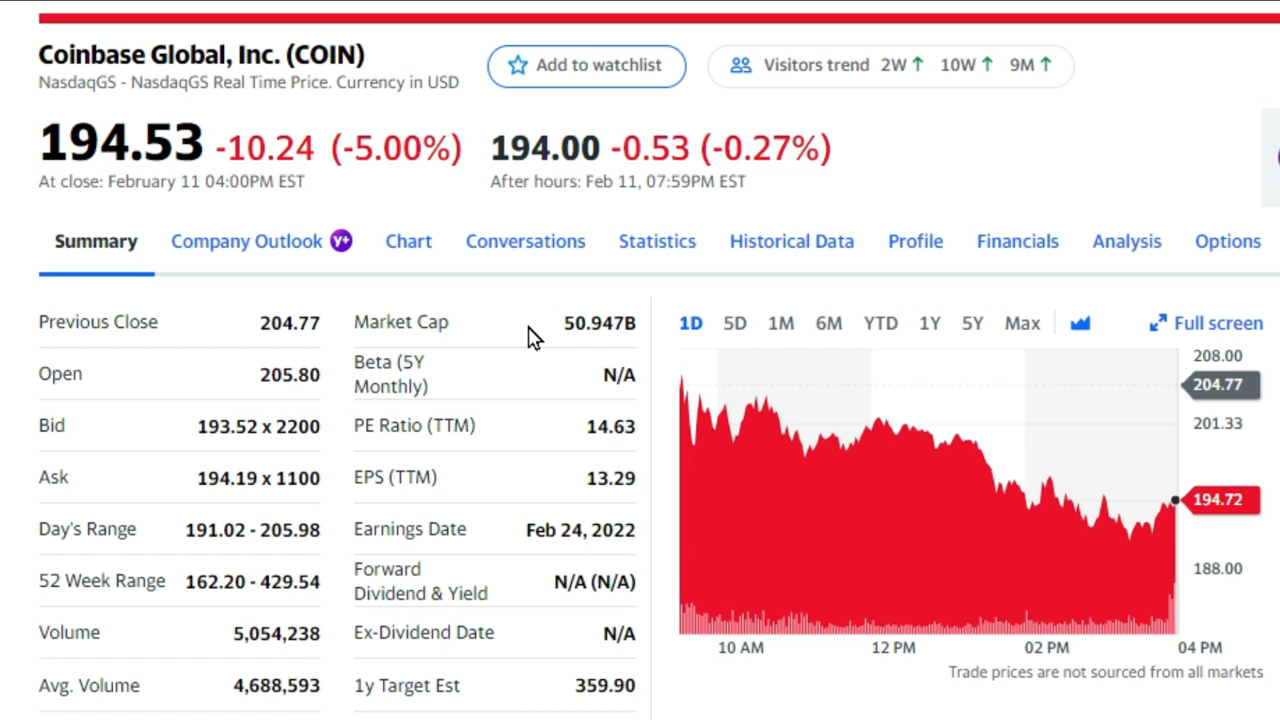 Coinbase Global, Inc. (COIN)
NasdaqGS - NasdaqGS Real Time Price. Currency in USD
Add to watchlist
Visitors trend 2W↑ 10W↑ 9M↑
194.53 -10.24 (-5.00%)
At close: February 11 04:00PM EST
194.00 -0.53 (-0.27%)
After hours: Feb 11, 07:59PM EST
Summary Company Outlook Y+ Chart Conversations Statistics Historical Data Profile Financials Analysis Options
Previous Close 204.77
Open 205.80
Bid 193.52 x 2200
Ask 194.19 x 1100
Day's Range 191.02 - 205.98
52 Week Range 162.20 - 429.54
Volume 5,054,238
Avg. Volume 4,688,593
Market Cap 50.947B
Beta (5Y
Monthly) N/A
PE Ratio (TTM) 14.63
EPS (TTM) 13.29
Earnings Date Feb 24, 2022
Forward
Dividend & Yield N/A (N/A)
Ex-Dividend Date N/A
1y Target Est 359.90
1D 5D 1M 6M YTD 1Y 5Y Max Full screen
208.00
204.77
201.33
194.72
188.00
10 AM 12 PM 02 PM 04 PM
Trade prices are not sourced from all markets